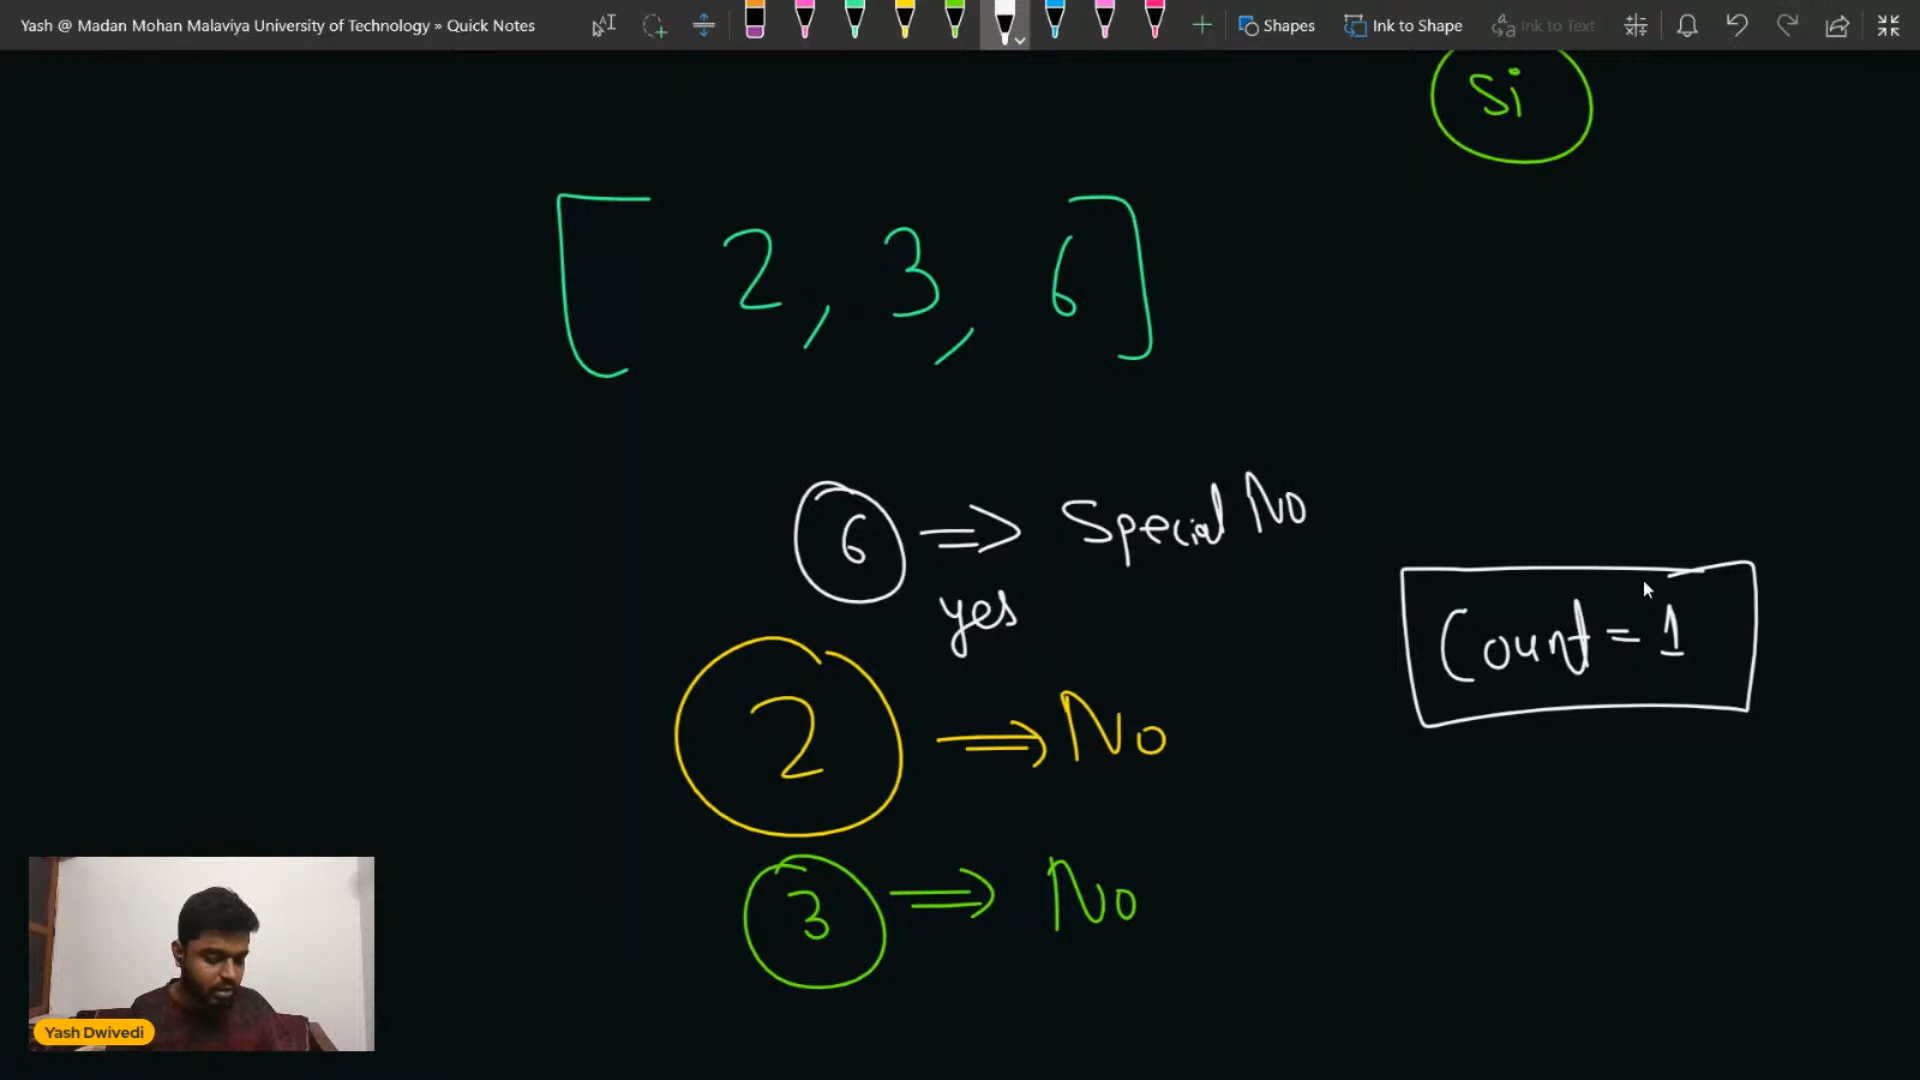 Yash @ Madan Mohan Malaviya University of Technology » Quick Notes
Shapes Ink to Shape Ink to Text
Si
[ 2, 3, 6]
6 => Special No
yes
Count = 1
2 => No
3 => No
Yash Dwivedi